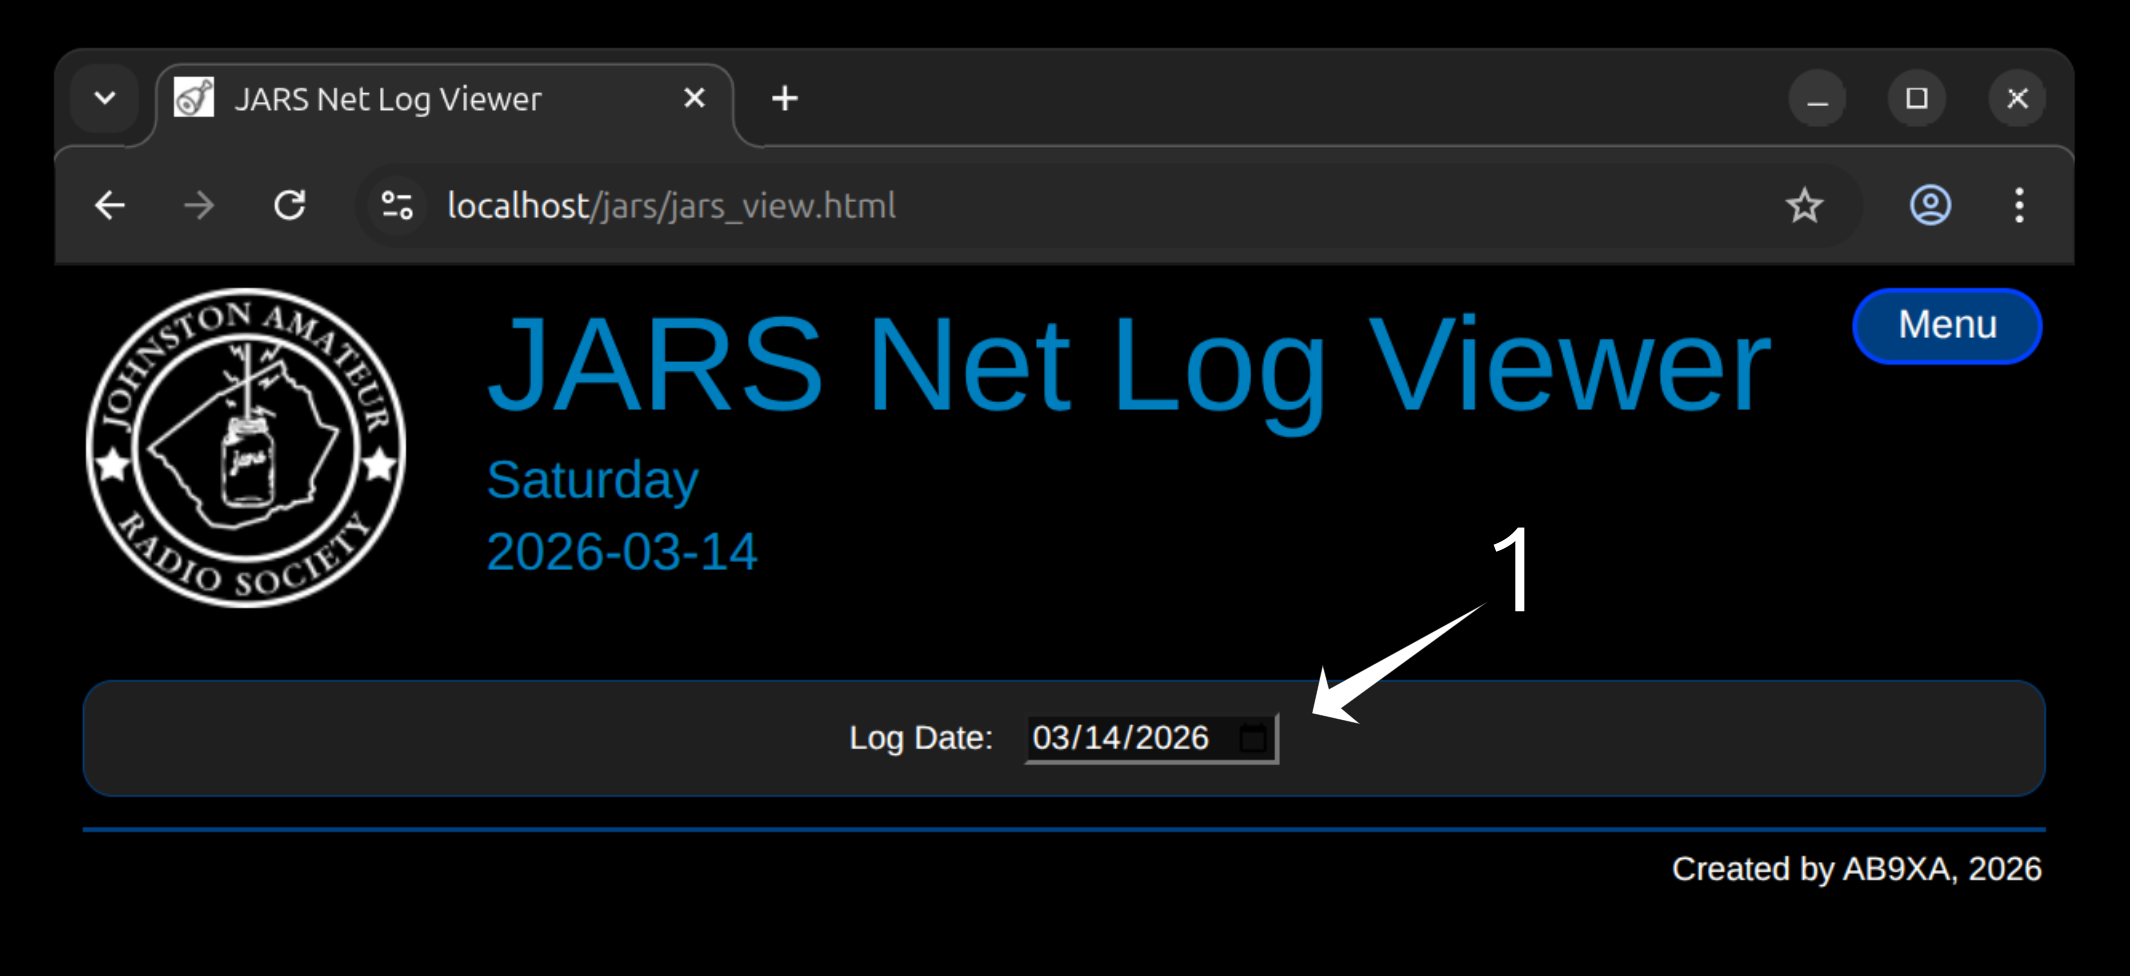 JARS Net Log Viewer
localhost/jars/jars_view.html
JOHNSTON AMATEUR
RADIO SOCIETY
jars
JARS Net Log Viewer
Menu
Saturday
2026-03-14
1
Log Date: 03/14/2026
Created by AB9XA, 2026